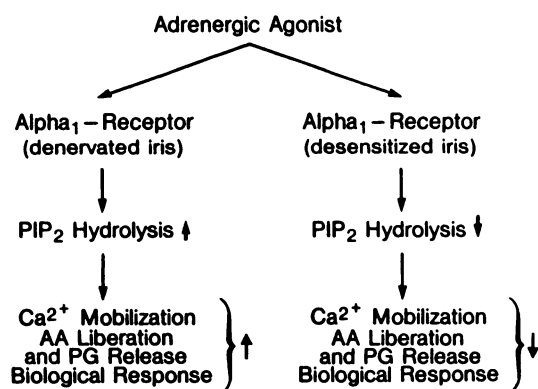 Adrenergic Agonist
Alpha₁ – Receptor
(denervated iris)
PIP₂ Hydrolysis ↑
Ca²⁺ Mobilization
AA Liberation
and PG Release
Biological Response } ↑
Alpha₁ – Receptor
(desensitized iris)
PIP₂ Hydrolysis ↓
Ca²⁺ Mobilization
AA Liberation
and PG Release
Biological Response } ↓